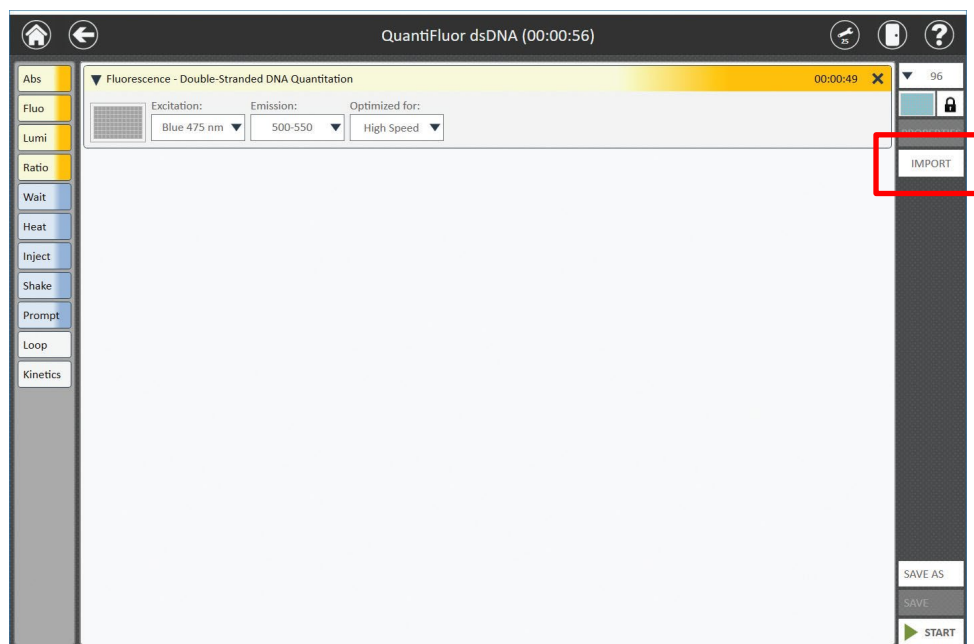 QuantiFluor dsDNA (00:00:56)
25
?
Abs
Fluo
Lumi
Ratio
Wait
Heat
Inject
Shake
Prompt
Loop
Kinetics
Fluorescence - Double-Stranded DNA Quantitation 00:00:49
Excitation: Emission: Optimized for:
Blue 475 nm 500-550 High Speed
96
PROPERTIES
IMPORT
SAVE AS
SAVE
START